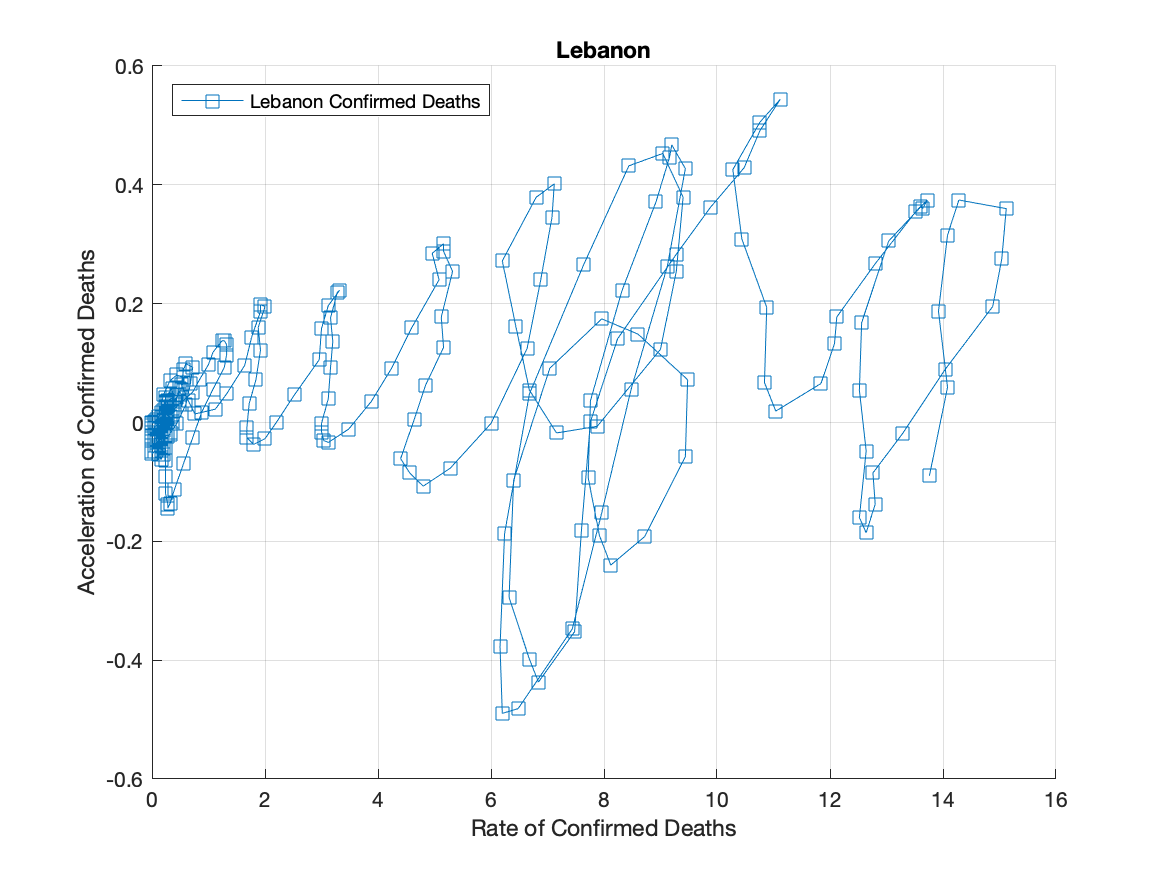 Lebanon
Lebanon Confirmed Deaths
Acceleration of Confirmed Deaths
0.6
0.4
0.2
0
-0.2
-0.4
-0.6
0 2 4 6 8 10 12 14 16
Rate of Confirmed Deaths